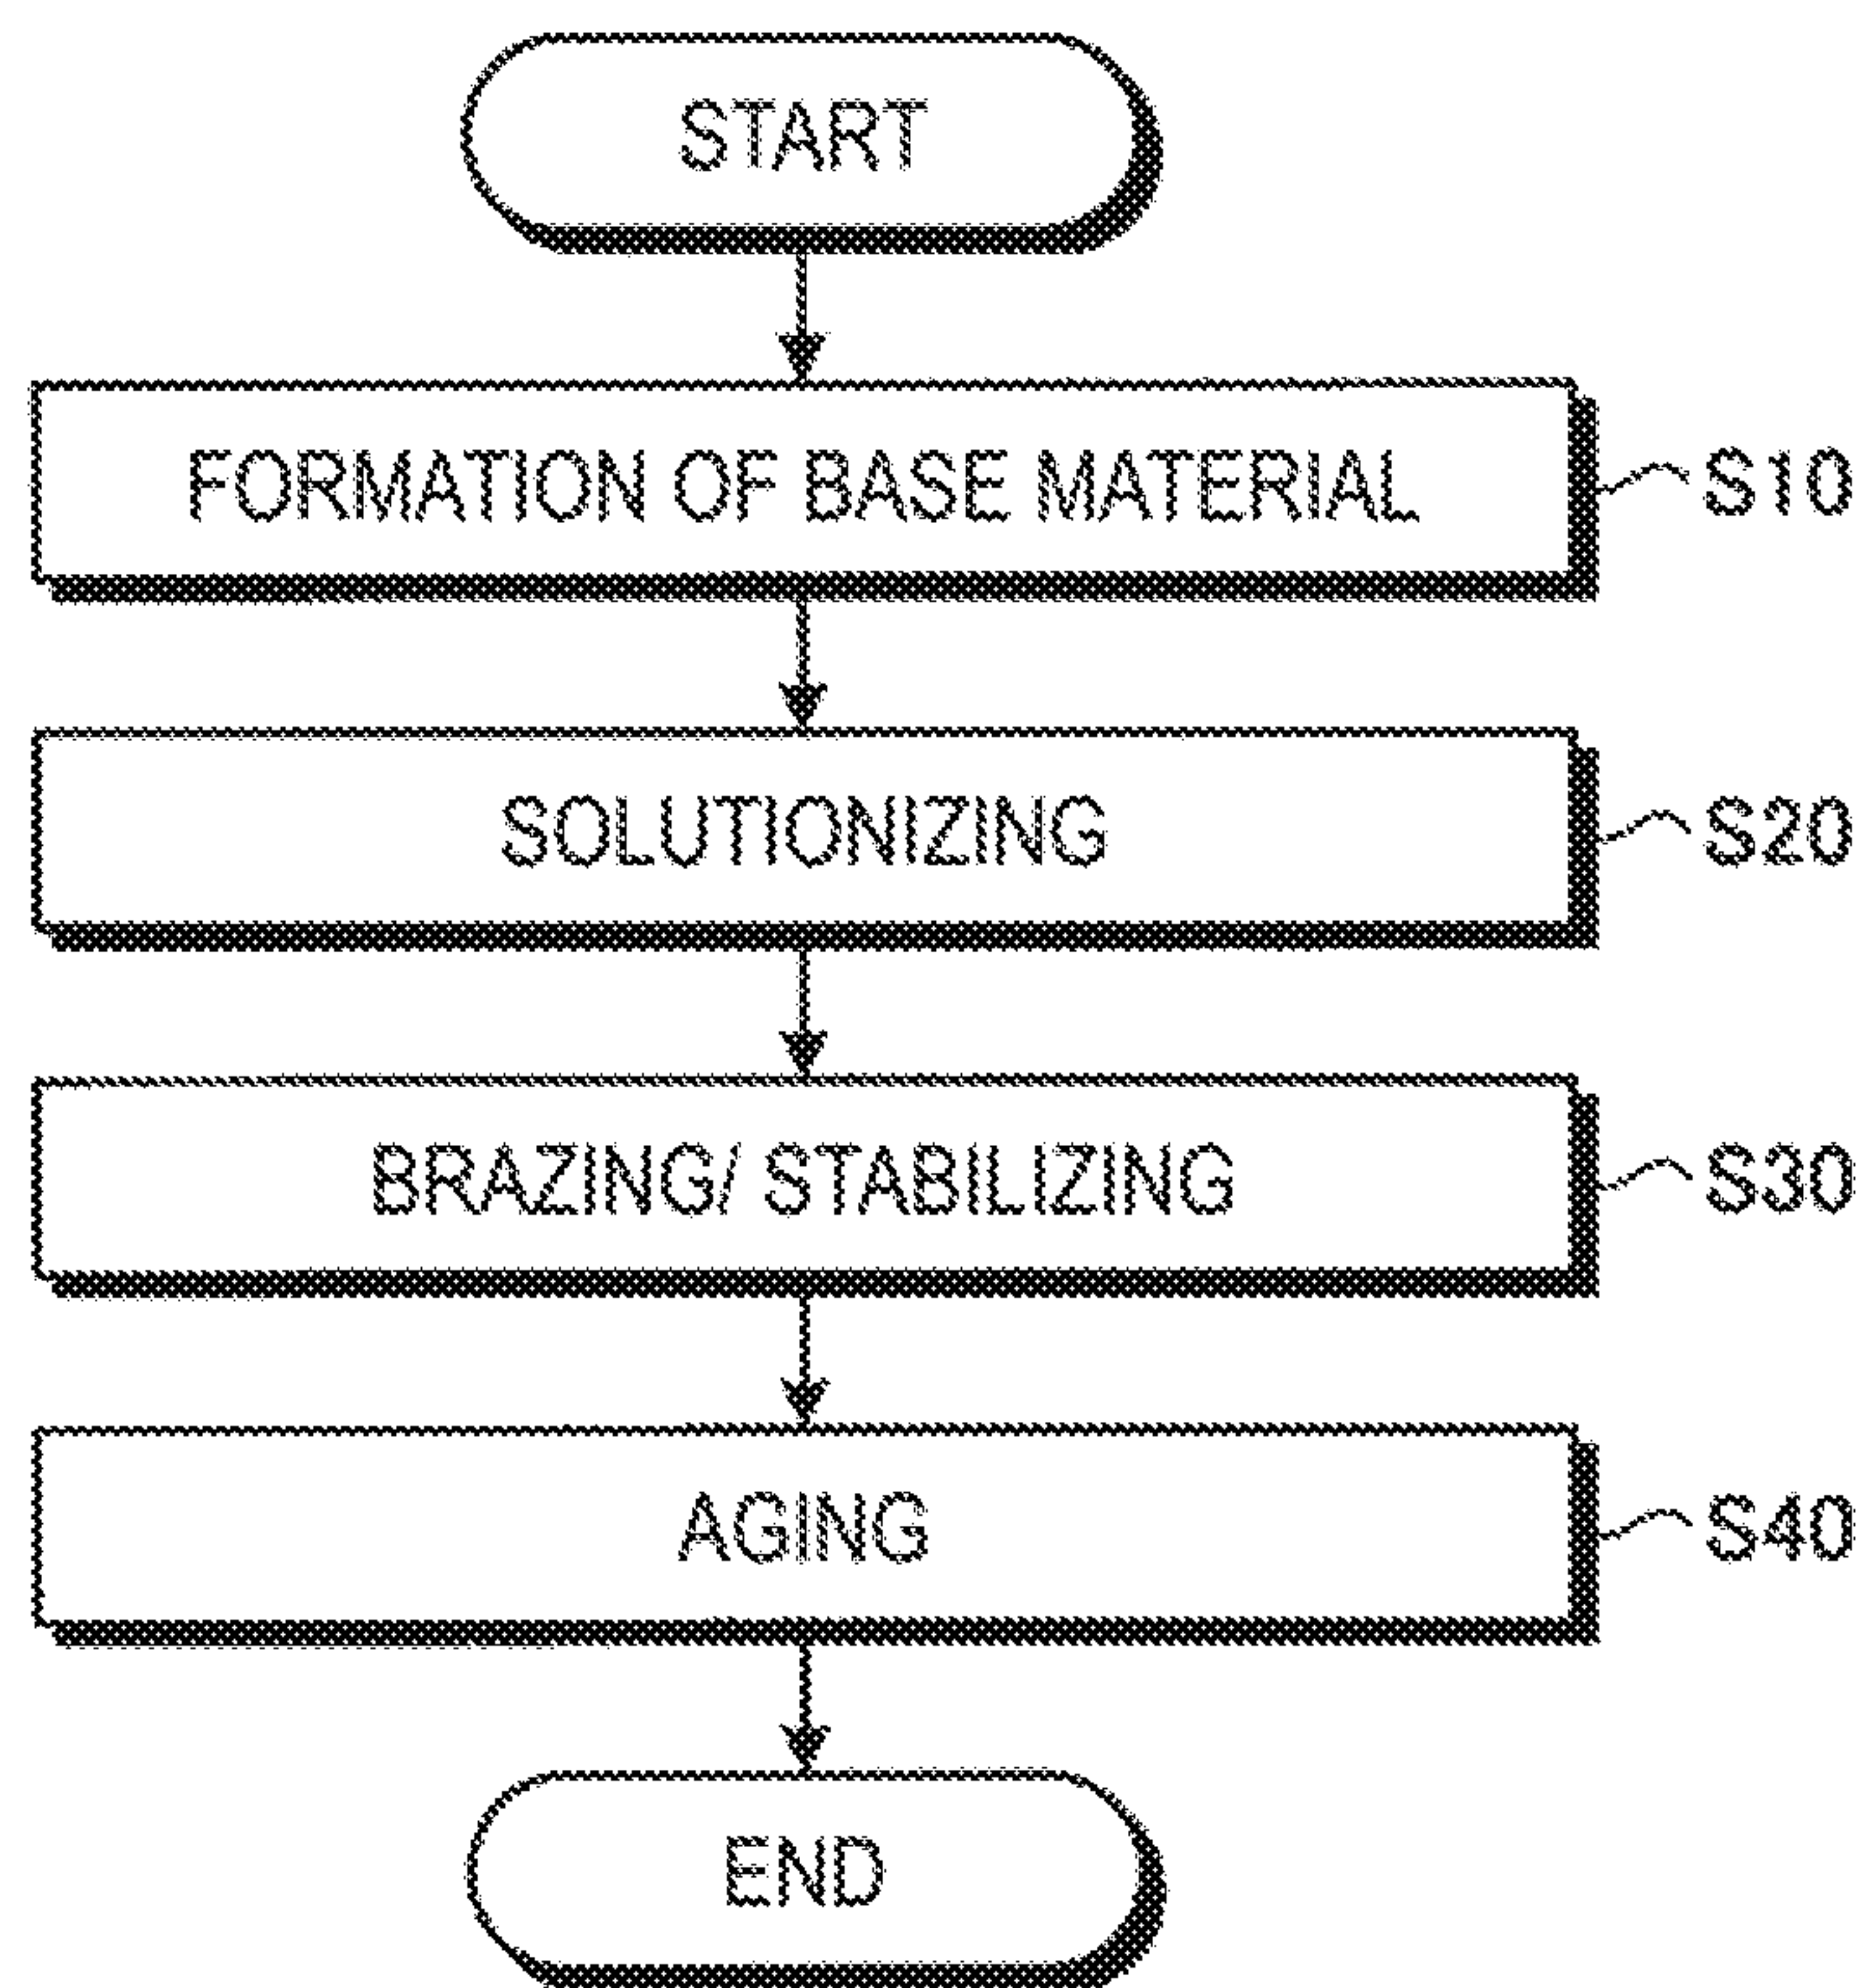 START
FORMATION OF BASE MATERIAL
S10
SOLUTIONIZING
S20
BRAZING/ STABILIZING
S30
AGING
S40
END